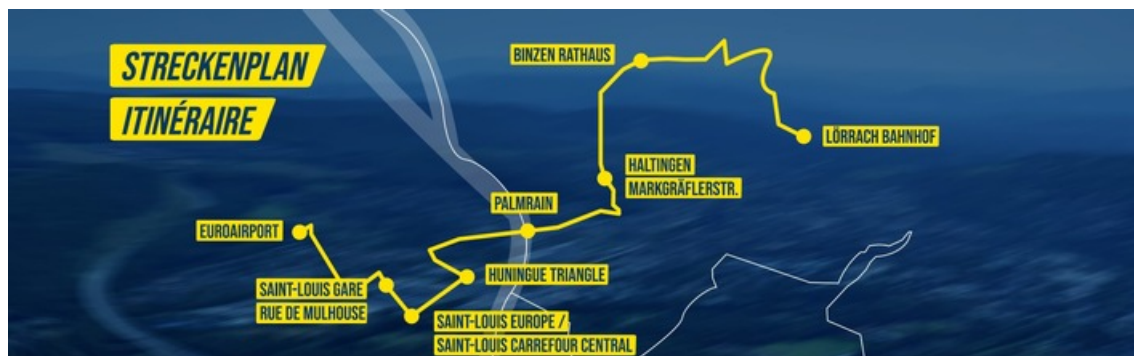 STRECKENPLAN
ITINÉRAIRE
BINZEN RATHAUS
LÖRRACH BAHNHOF
HALTINGEN
MARKGRÄFLERSTR.
PALMRAIN
EUROAIRPORT
HUNINGUE TRIANGLE
SAINT-LOUIS GARE
RUE DE MULHOUSE
SAINT-LOUIS EUROPE /
SAINT-LOUIS CARREFOUR CENTRAL